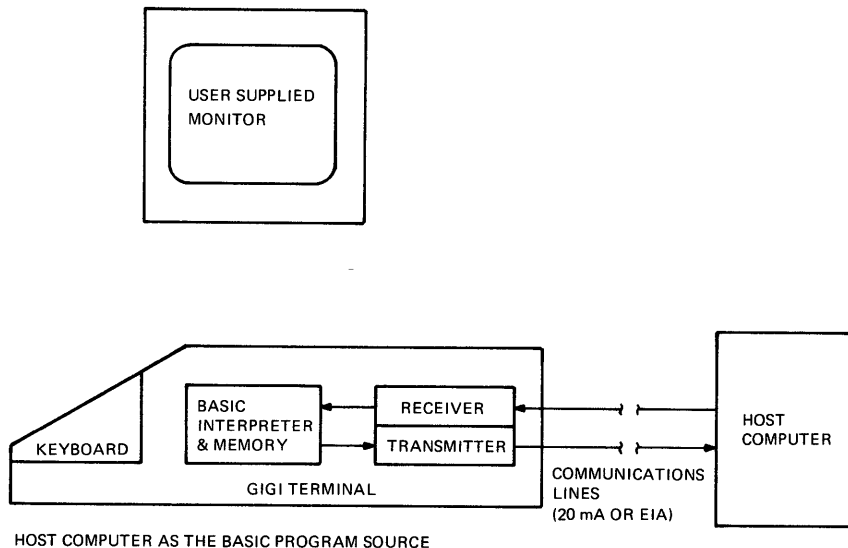 USER SUPPLIED
MONITOR
KEYBOARD
BASIC
INTERPRETER
& MEMORY
RECEIVER
TRANSMITTER
GIGI TERMINAL
COMMUNICATIONS
LINES
(20 mA OR EIA)
HOST
COMPUTER
HOST COMPUTER AS THE BASIC PROGRAM SOURCE